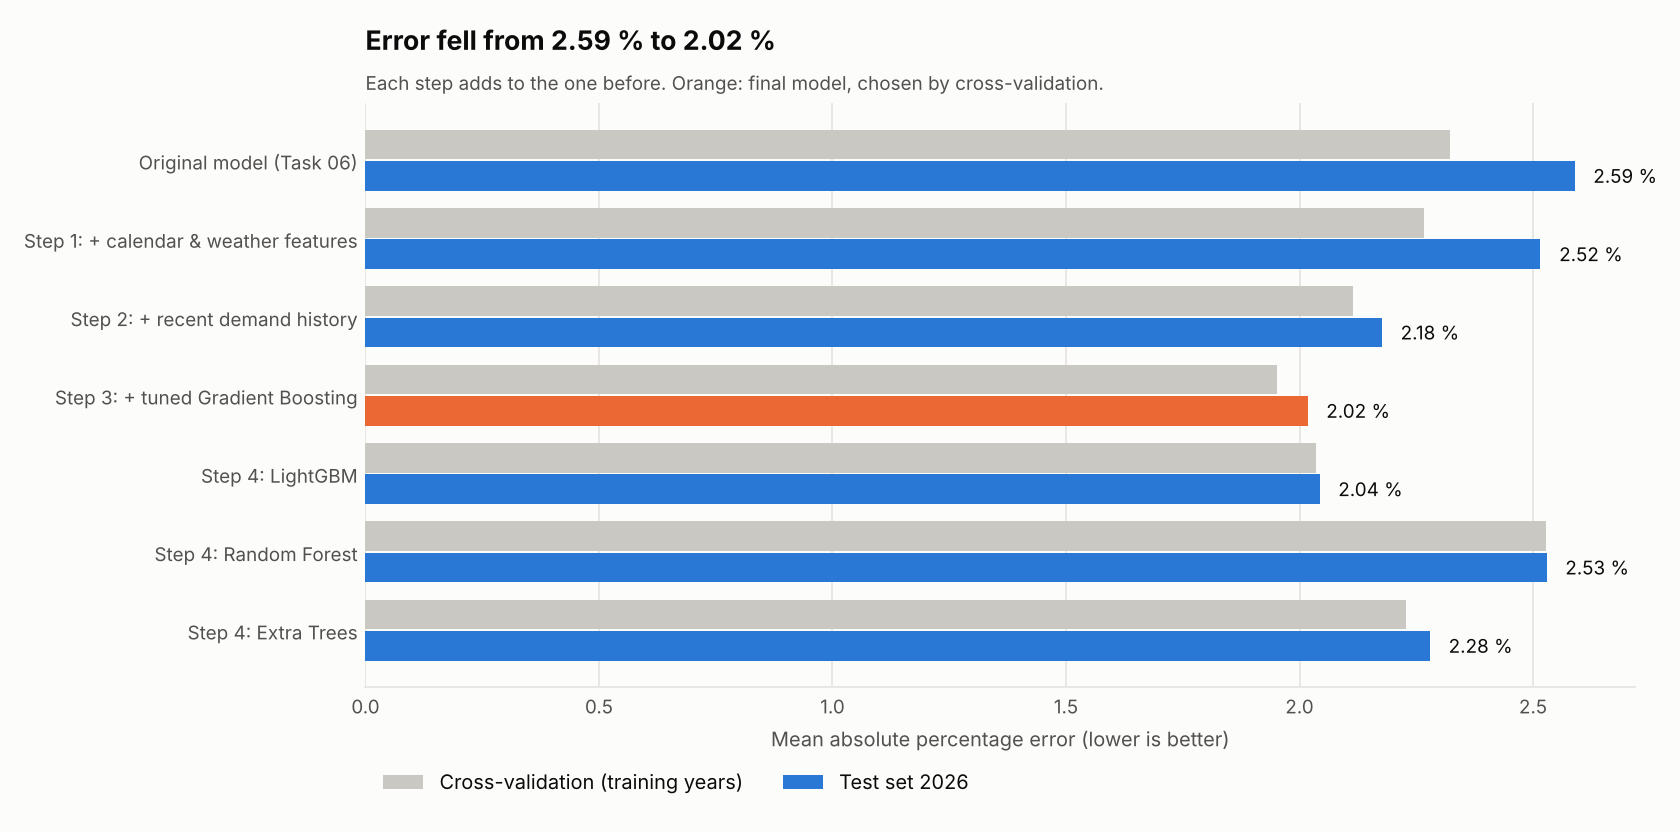 Error fell from 2.59 % to 2.02 %
Each step adds to the one before. Orange: final model, chosen by cross-validation.
Original model (Task 06)
2.59 %
Step 1: + calendar & weather features
2.52 %
Step 2: + recent demand history
2.18 %
Step 3: + tuned Gradient Boosting
2.02 %
Step 4: LightGBM
2.04 %
Step 4: Random Forest
2.53 %
Step 4: Extra Trees
2.28 %
0.0 0.5 1.0 1.5 2.0 2.5
Mean absolute percentage error (lower is better)
Cross-validation (training years) Test set 2026